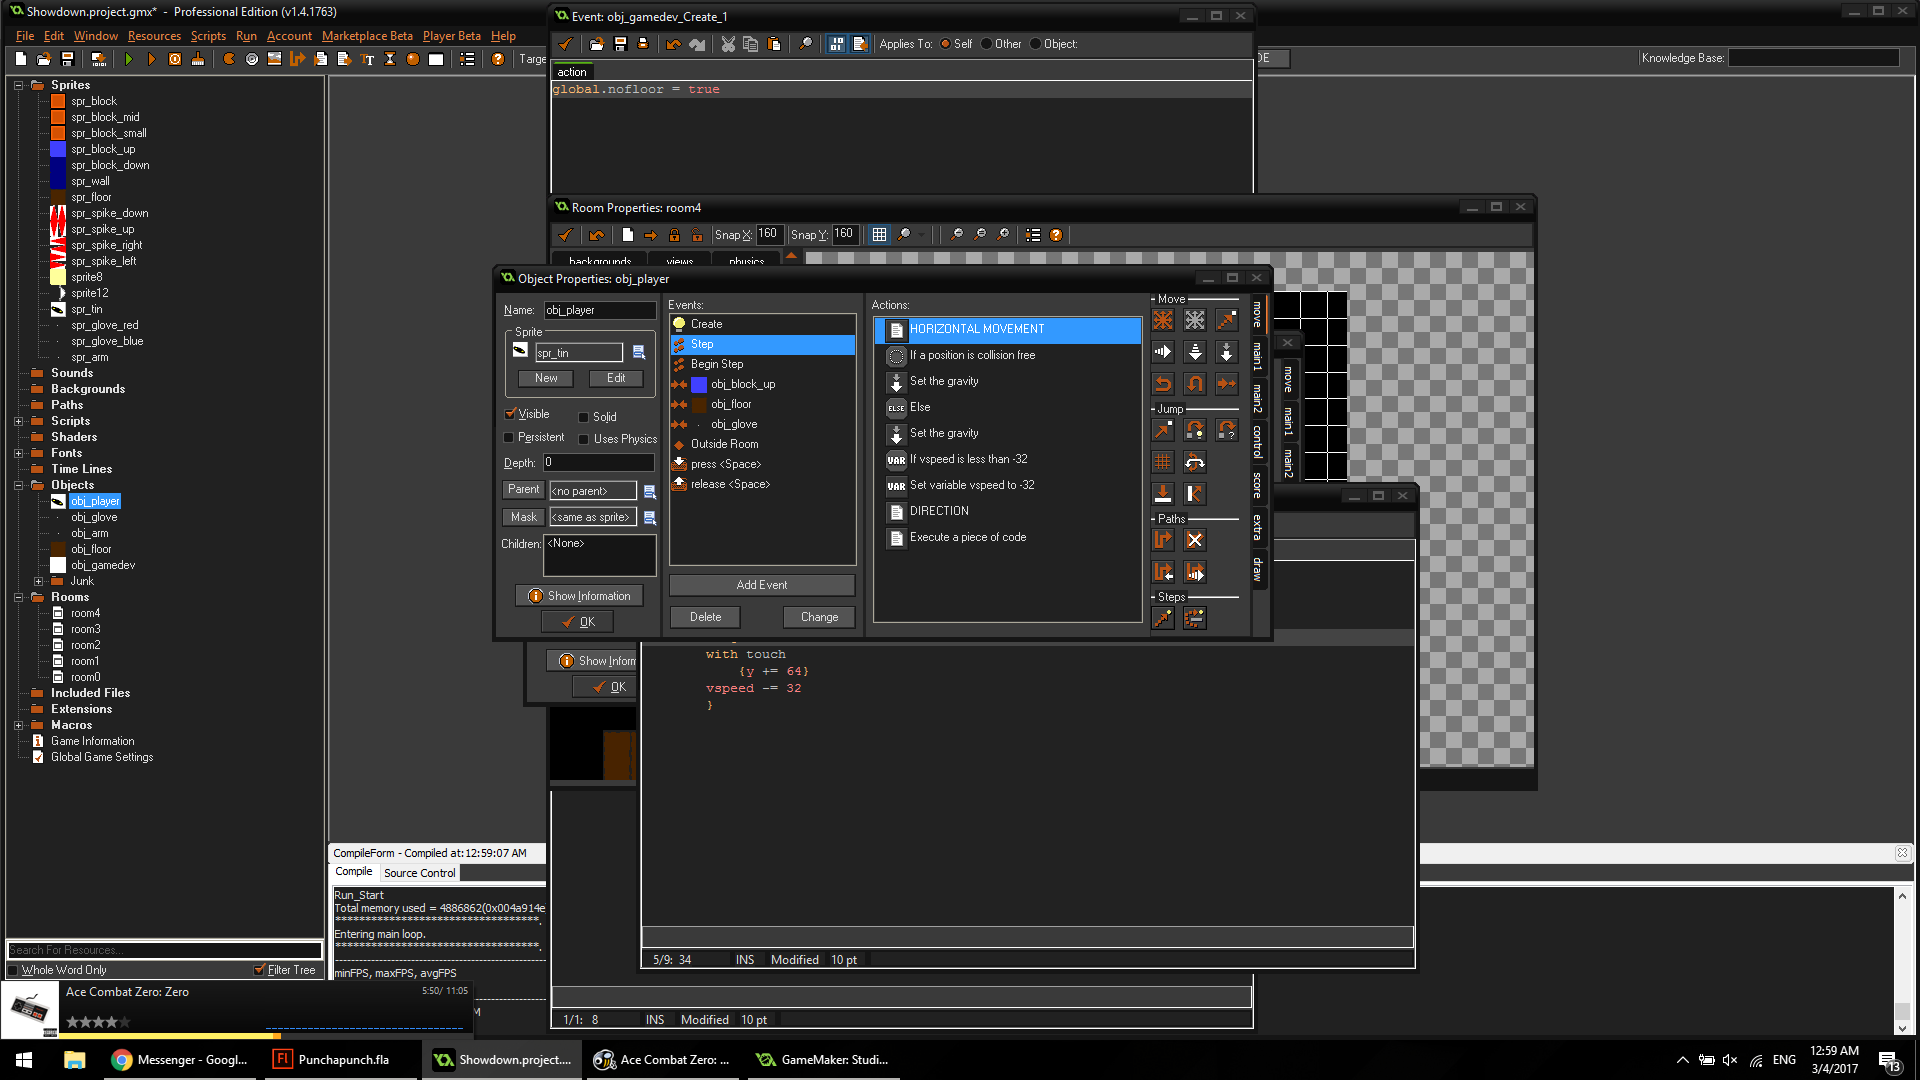 Showdown.project.gmx* - Professional Edition (v1.4.1763)
File Edit Window Resources Scripts Run Account Marketplace Beta Player Beta Help
Knowledge Base:
Sprites
spr_block
spr_block_mid
spr_block_small
spr_block_up
spr_block_down
spr_wall
spr_floor
spr_spike_down
spr_spike_up
spr_spike_right
spr_spike_left
sprite8
sprite12
spr_tin
spr_glove_red
spr_glove_blue
spr_arm
Sounds
Backgrounds
Paths
Scripts
Shaders
Fonts
Time Lines
Objects
obj_player
obj_glove
obj_arm
obj_floor
obj_gamedev
Junk
Rooms
room4
room3
room2
room1
room0
Included Files
Extensions
Macros
Game Information
Global Game Settings
Search For Resources...
Whole Word Only Filter Tree
Event: obj_gamedev_Create_1
Applies To: Self Other Object:
action
global.nofloor = true
Room Properties: room4
Snap X: 160 Snap Y: 160
backgrounds views physics
Object Properties: obj_player
Name: obj_player
Sprite
spr_tin
New Edit
Visible Solid
Persistent Uses Physics
Depth: 0
Parent <no parent>
Mask <same as sprite>
Children: <None>
Show Information
OK
Events:
Create
Step
Begin Step
obj_block_up
obj_floor
obj_glove
Outside Room
press <Space>
release <Space>
Add Event
Delete Change
Actions:
HORIZONTAL MOVEMENT
If a position is collision free
Set the gravity
ELSE Else
Set the gravity
VAR If vspeed is less than -32
VAR Set variable vspeed to -32
DIRECTION
Execute a piece of code
Move
Jump
Paths
Steps
move
main1
main2
control
score
extra
draw
move
main1
main2
Show Inform
OK
with touch
{y += 64}
vspeed -= 32
}
5/9: 34 INS Modified 10 pt
1/1: 8 INS Modified 10 pt
CompileForm - Compiled at:12:59:07 AM
Compile Source Control
Run_Start
Total memory used = 4886862(0x004a914e
**********************************.
Entering main loop.
**********************************.
minFPS, maxFPS, avgFPS
Ace Combat Zero: Zero 5:50/ 11:05
Messenger - Googl...
Punchapunch.fla
Showdown.project....
Ace Combat Zero: ...
GameMaker: Studi...
ENG
12:59 AM
3/4/2017
13